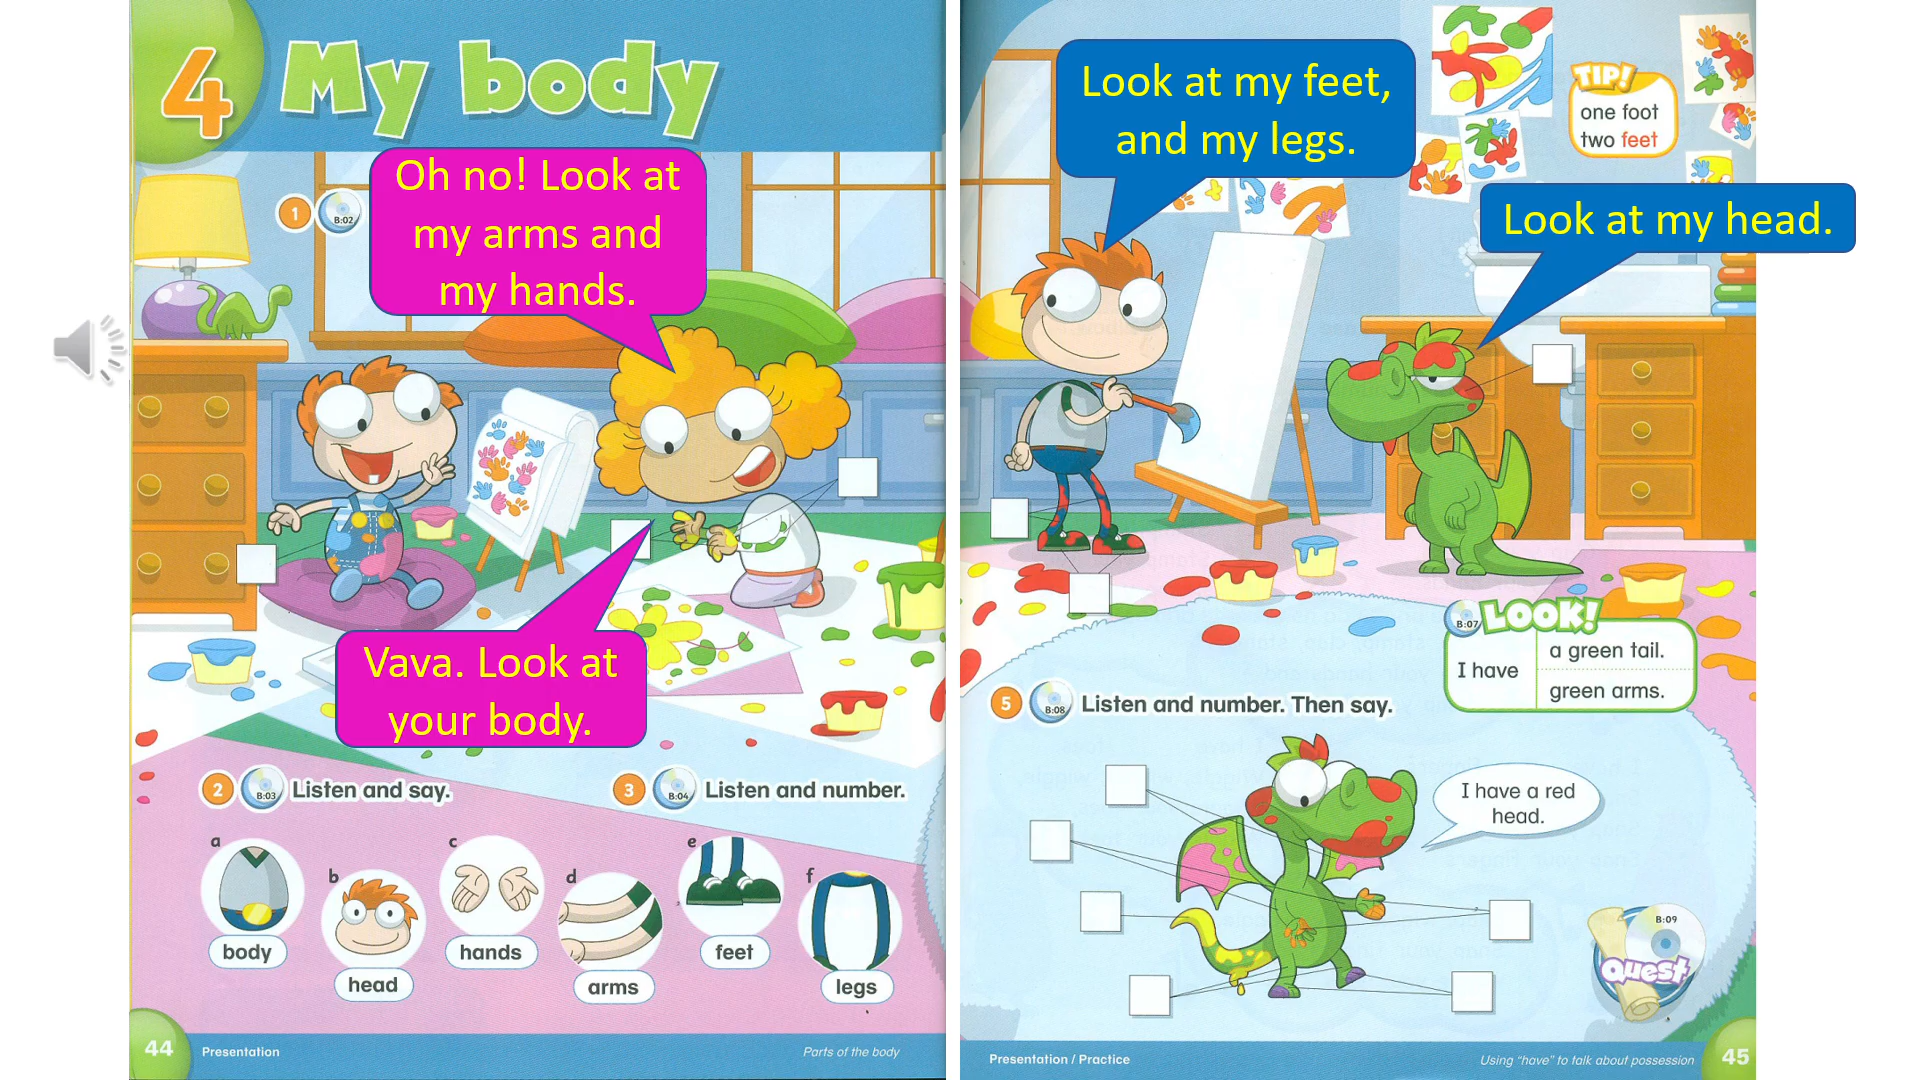 4 My body
1 B:02
Oh no! Look at
my arms and
my hands.
Vava. Look at
your body.
2 B:03 Listen and say.
3 B:04 Listen and number.
a
body
b
head
c
hands
d
arms
e
feet
f
legs
44 Presentation
Parts of the body
Look at my feet,
and my legs.
TIP!
one foot
two feet
Look at my head.
B:07 LOOK!
I have
a green tail.
green arms.
5 B:08 Listen and number. Then say.
I have a red
head.
B:09
Quest
Presentation / Practice
Using "have" to talk about possession 45